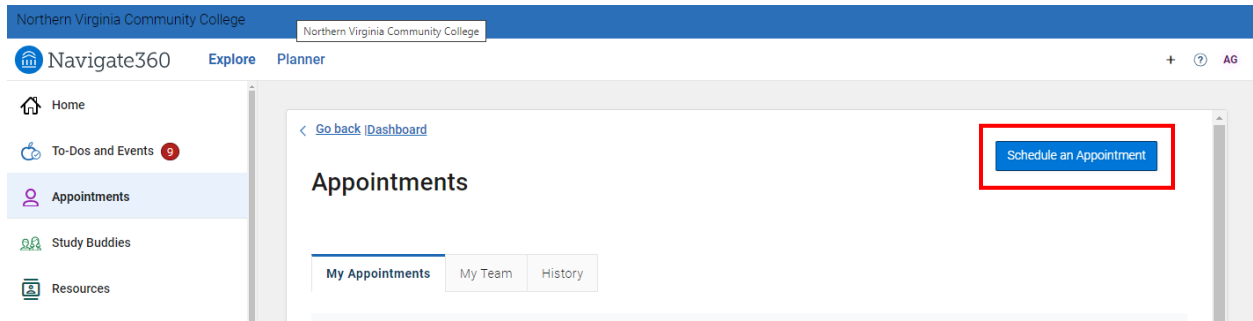 Northern Virginia Community College
Northern Virginia Community College
Navigate360 Explore Planner + ? AG
Home
To-Dos and Events 9
Appointments
Study Buddies
Resources
< Go back |Dashboard
Schedule an Appointment
Appointments
My Appointments My Team History